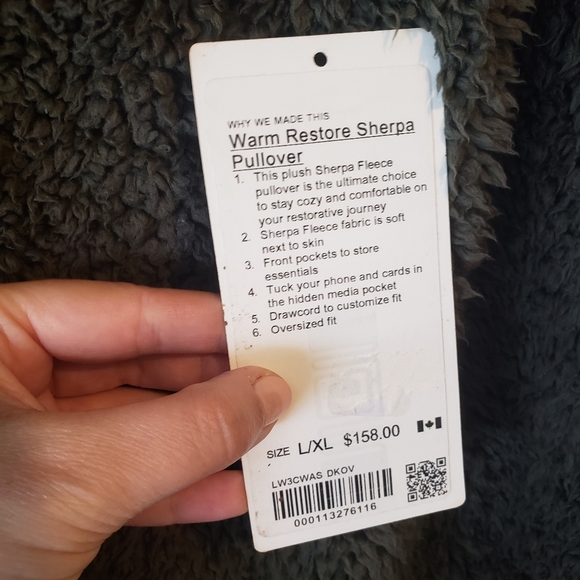 WHY WE MADE THIS
Warm Restore Sherpa
Pullover
1. This plush Sherpa Fleece
pullover is the ultimate choice
to stay cozy and comfortable on
your restorative journey
2. Sherpa Fleece fabric is soft
next to skin
3. Front pockets to store
essentials
4. Tuck your phone and cards in
the hidden media pocket
5. Drawcord to customize fit
6. Oversized fit
SIZE L/XL $158.00
LW3CWAS DKOV
000113276116